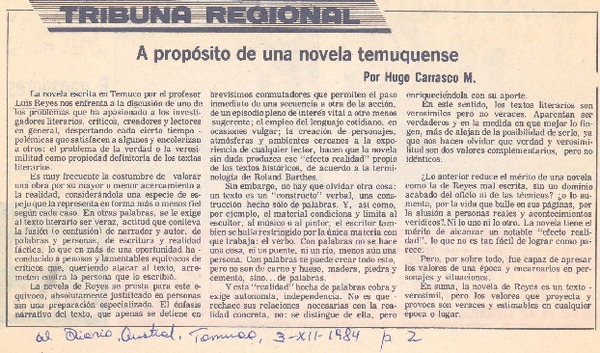 TRIBUNA REGIONAL
A propósito de una novela temuquense
Por Hugo Carrasco M.
La novela escrita en Temuco por el profesor
Luis Reyes nos enfrenta a la discusión de uno de
los problemas que ha apasionado a los investi-
gadores literarios, críticos, creadores y lectores
en general, despertando cada cierto tiempo
polémicas que satisfacen a algunos y encolerizan
a otros: el problema de la verdad o la verosi-
militud como propiedad definitoria de los textos
literarios.
Es muy frecuente la costumbre de valorar
una obra por su mayor o menor acercamiento a
la realidad, considerándola una especie de es-
pejo que la representa en forma más o menos fiel
según cada caso. En otras palabras, se le exige
al texto literario ser veraz, actitud que conlleva
la fusión (o confusión) de narrador y autor, de
palabras y personas, de escritura y realidad
fáctica, lo que en más de una oportunidad ha
conducido a penosos y lamentables equívocos de
críticos que, queriendo atacar al texto, arre-
meten contra la persona que lo escribió.
La novela de Reyes se presta para este
equívoco, absolutamente justificado en personas
sin una preparación especializada. El énfasis
narrativo del texto, que apenas se detiene en
brevísimos conmutadores que permiten el paso
inmediato de una secuencia a otra de la acción,
de un episodio pleno de interés vital a otro menos
sugerente; el empleo del lenguaje cotidiano, en
ocasiones vulgar; la creación de personajes,
atmósferas y ambientes cercanos a la expe-
riencia de cualquier lector, hacen que la novela
sin duda produzca ese "efecto realidad" propio
de los textos históricos, de acuerdo a la termino-
logía de Roland Barthes.
Sin embargo, no hay que olvidar otra cosa:
un texto es un "constructo" verbal, una cons-
trucción hecha sólo de palabras. Y, así como,
por ejemplo, el material condiciona y limita al
escultor, al músico o al pintor, el escritor tam-
bién se halla restringido por la única materia con
que trabaja: el verbo. Con palabras no se hace
una casa, ni un puente, ni un río, menos aún una
persona. Con palabras se puede crear todo esto,
pero no son de carne y hueso, madera, piedra y
cemento, sino... de palabras.
Y esta "realidad" hecha de palabras cobra y
exige autonomía, independencia. No es que
rechace sus relaciones necesarias con la realidad
concreta, no: se distingue de ella, pero
enriqueciéndola con su aporte.
En este sentido, los textos literarios son
verosímiles pero no veraces. Aparentan ser
verdaderos y en la medida en que mejor lo fin-
gen, más de alejan de la posibilidad de serlo, ya
que nos hacen olvidar que verdad y verosimi-
litud son dos valores complementarios, pero no
idénticos.
¿Lo anterior reduce el mérito de una novela
como la de Reyes mal escrita, sin un dominio
acabado del oficio ni de las técnicas? ¿o lo au-
menta, por la vida que bulle en sus páginas, por
la alusión a personas reales y acontecimientos
verídicos? Ni lo uno ni lo otro. La novela tiene el
mérito de alcanzar un notable "efecto reali-
dad", lo que no es tan fácil de lograr como pare-
ce.
Pero, por sobre todo, fue capaz de apresar
los valores de una época y encarnarlos en per-
sonajes y situaciones.
En suma, la novela de Reyes es un texto
verosímil, pero los valores que proyecta y
provoca son veraces y estimables en cualquier
época o lugar.
al Diario Austral, Temuco, 3-XII-1984 p 2